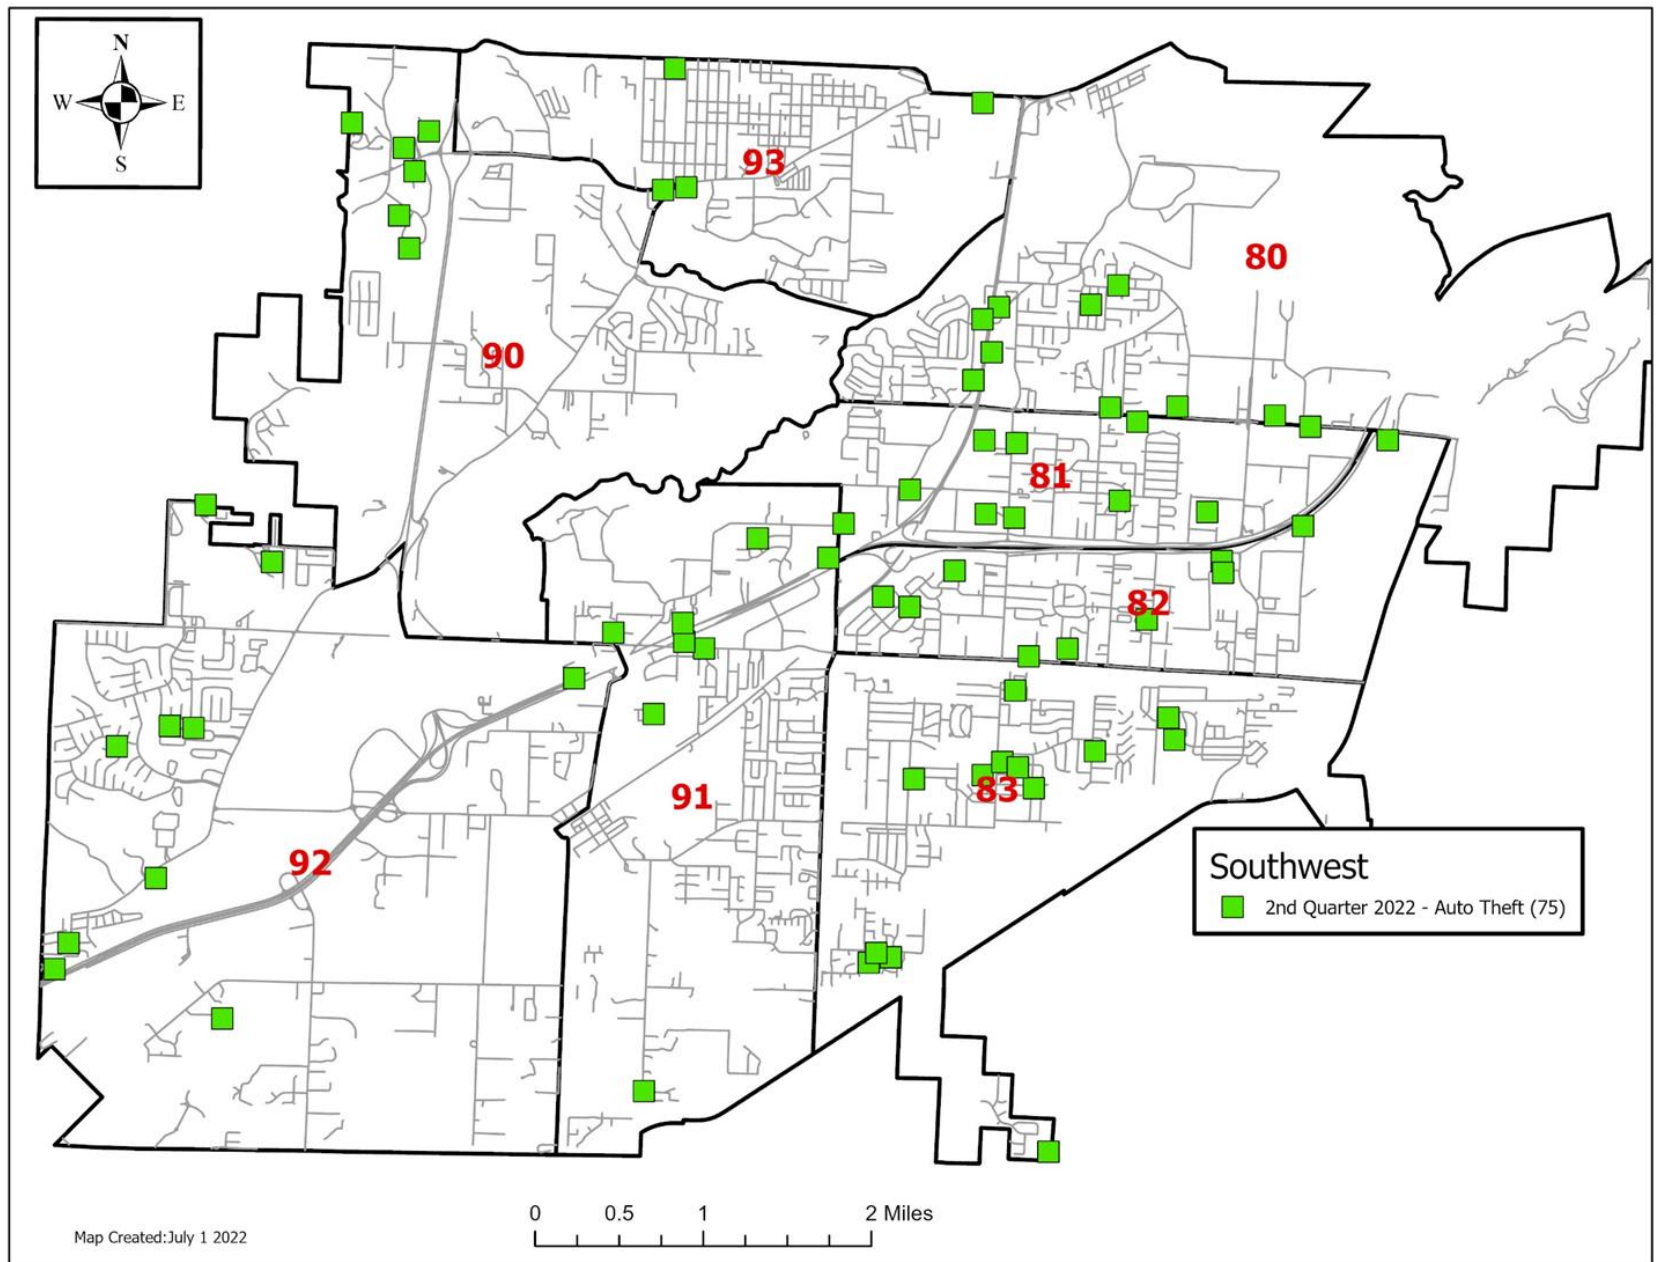 N
W E
S
93
80
90
81
82
91
83
92
Southwest
2nd Quarter 2022 - Auto Theft (75)
0 0.5 1 2 Miles
Map Created:July 1 2022